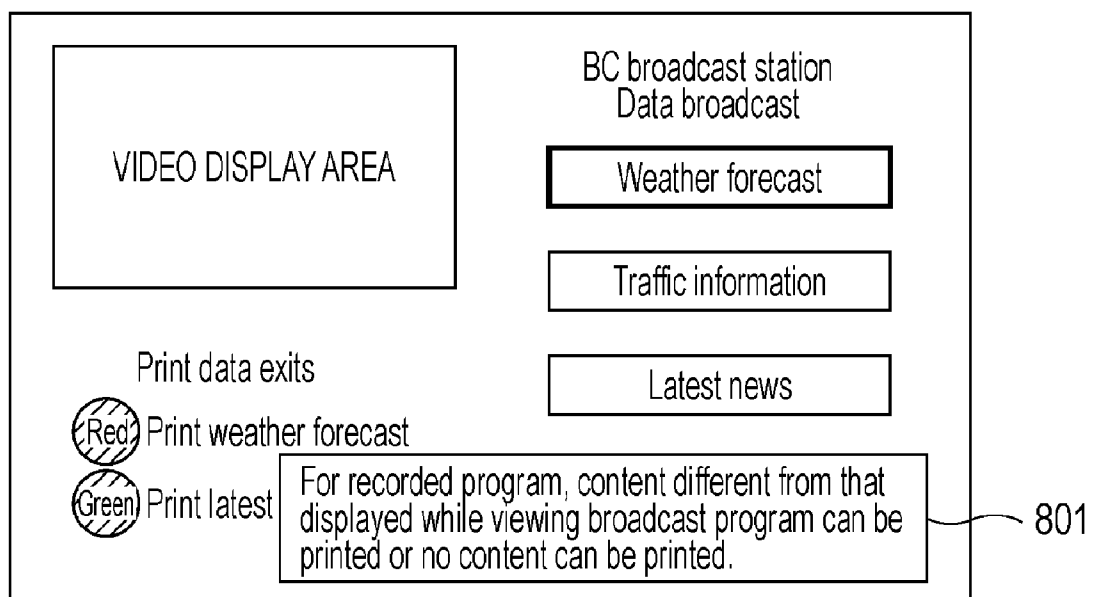 VIDEO DISPLAY AREA
BC broadcast station
Data broadcast
Weather forecast
Traffic information
Latest news
Print data exits
Red Print weather forecast
Green Print latest
For recorded program, content different from that
displayed while viewing broadcast program can be
printed or no content can be printed.
801